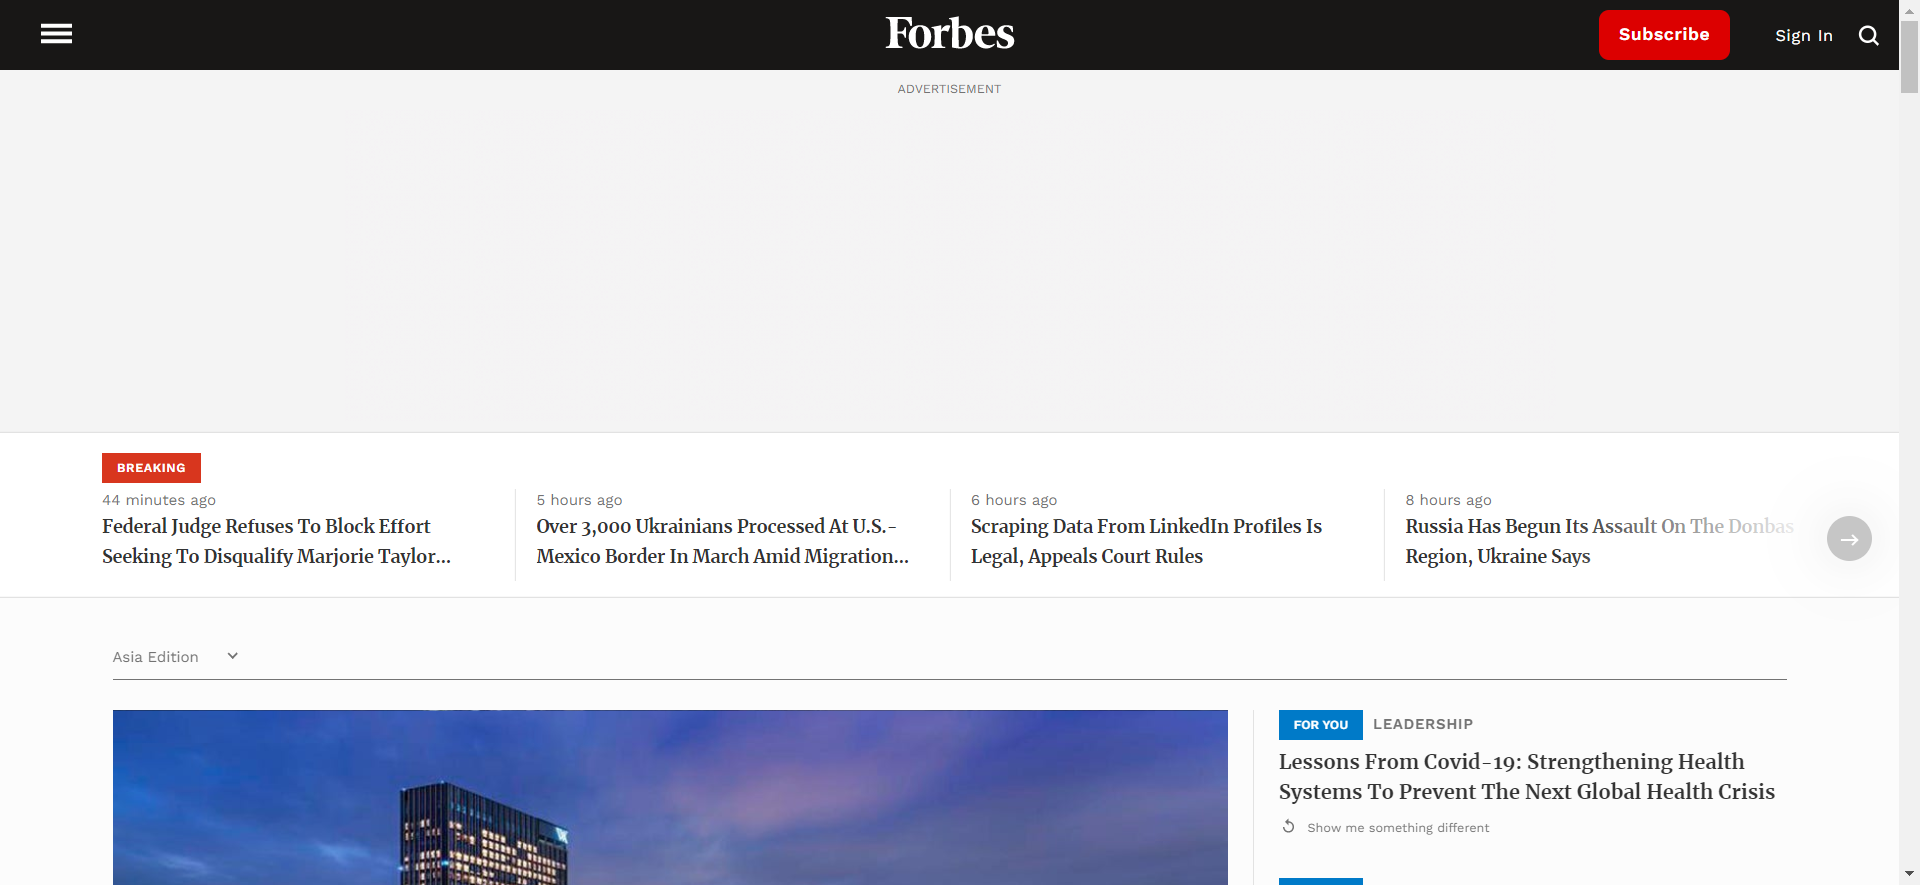 Forbes
Subscribe
Sign In
ADVERTISEMENT
BREAKING
44 minutes ago
Federal Judge Refuses To Block Effort
Seeking To Disqualify Marjorie Taylor...
5 hours ago
Over 3,000 Ukrainians Processed At U.S.-
Mexico Border In March Amid Migration...
6 hours ago
Scraping Data From LinkedIn Profiles Is
Legal, Appeals Court Rules
8 hours ago
Russia Has Begun Its Assault On The Donbas
Region, Ukraine Says
Asia Edition
FOR YOU
LEADERSHIP
Lessons From Covid-19: Strengthening Health
Systems To Prevent The Next Global Health Crisis
Show me something different